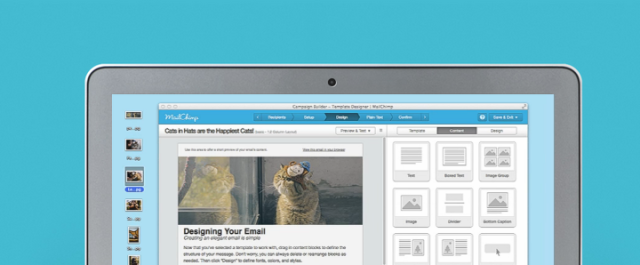 Campaign Builder – Template Designer | MailChimp
MailChimp
Recipients
Setup
Design
Plain Text
Confirm
Save & Exit
Cats in Hats are the Happiest Cats!
Preview & Test
Template
Content
Design
Use this area to offer a short preview of your email's content.
View this email in your browser
Text
Boxed Text
Image Group
Image
Divider
Button Caption
Designing Your Email
Creating an elegant email is simple
Now that you've selected a template to work with, drag in content blocks to define the
structure of your message. Don't worry, you can always delete or rearrange blocks as
needed. Then click "Design" to define fonts, colors, and styles.